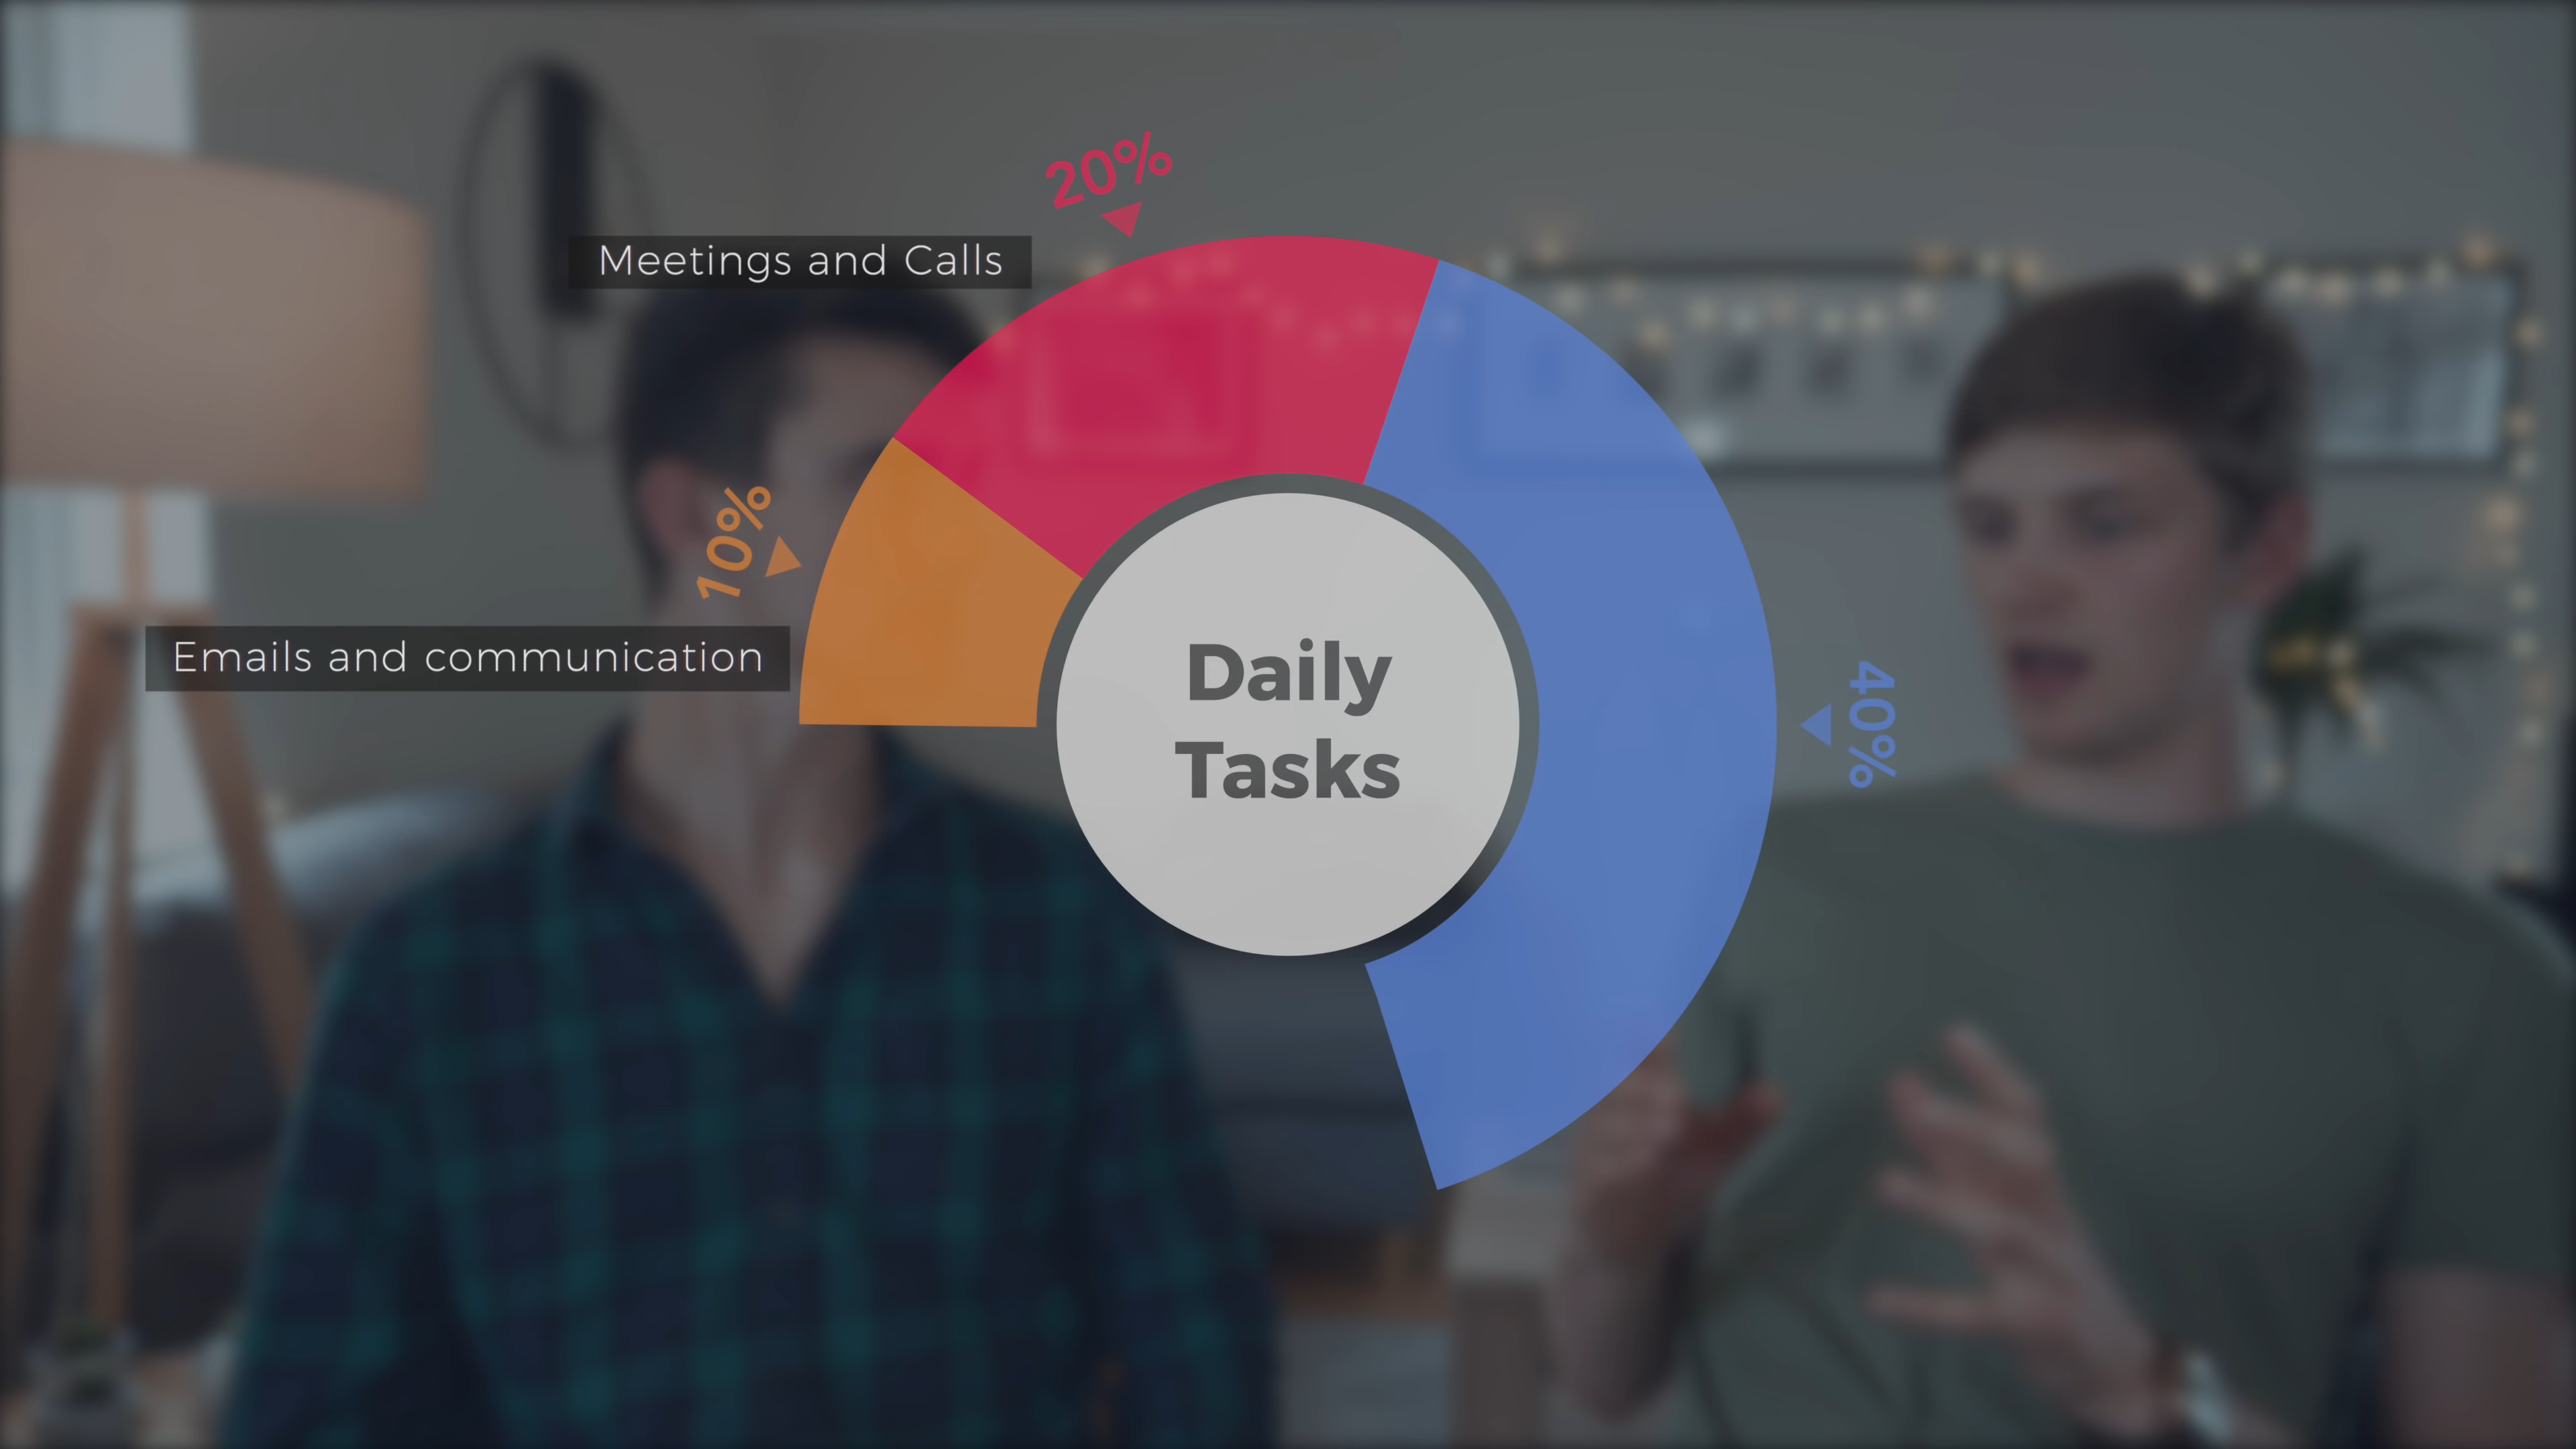 20%
Meetings and Calls
10%
Emails and communication
Daily
Tasks
40%